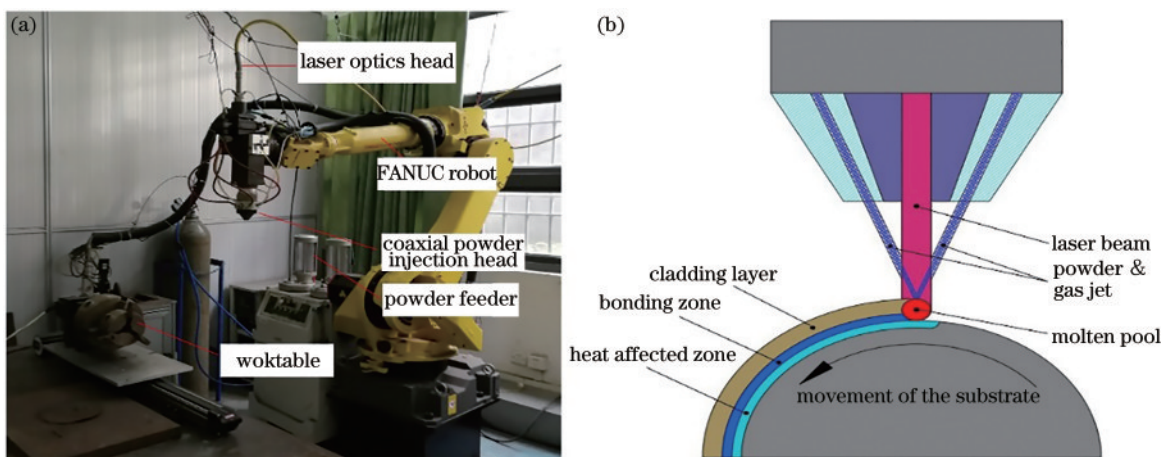 (a)
laser optics head
FANUC robot
coaxial powder
injection head
powder feeder
woktable
(b)
laser beam
powder &
gas jet
molten pool
cladding layer
bonding zone
heat affected zone
movement of the substrate